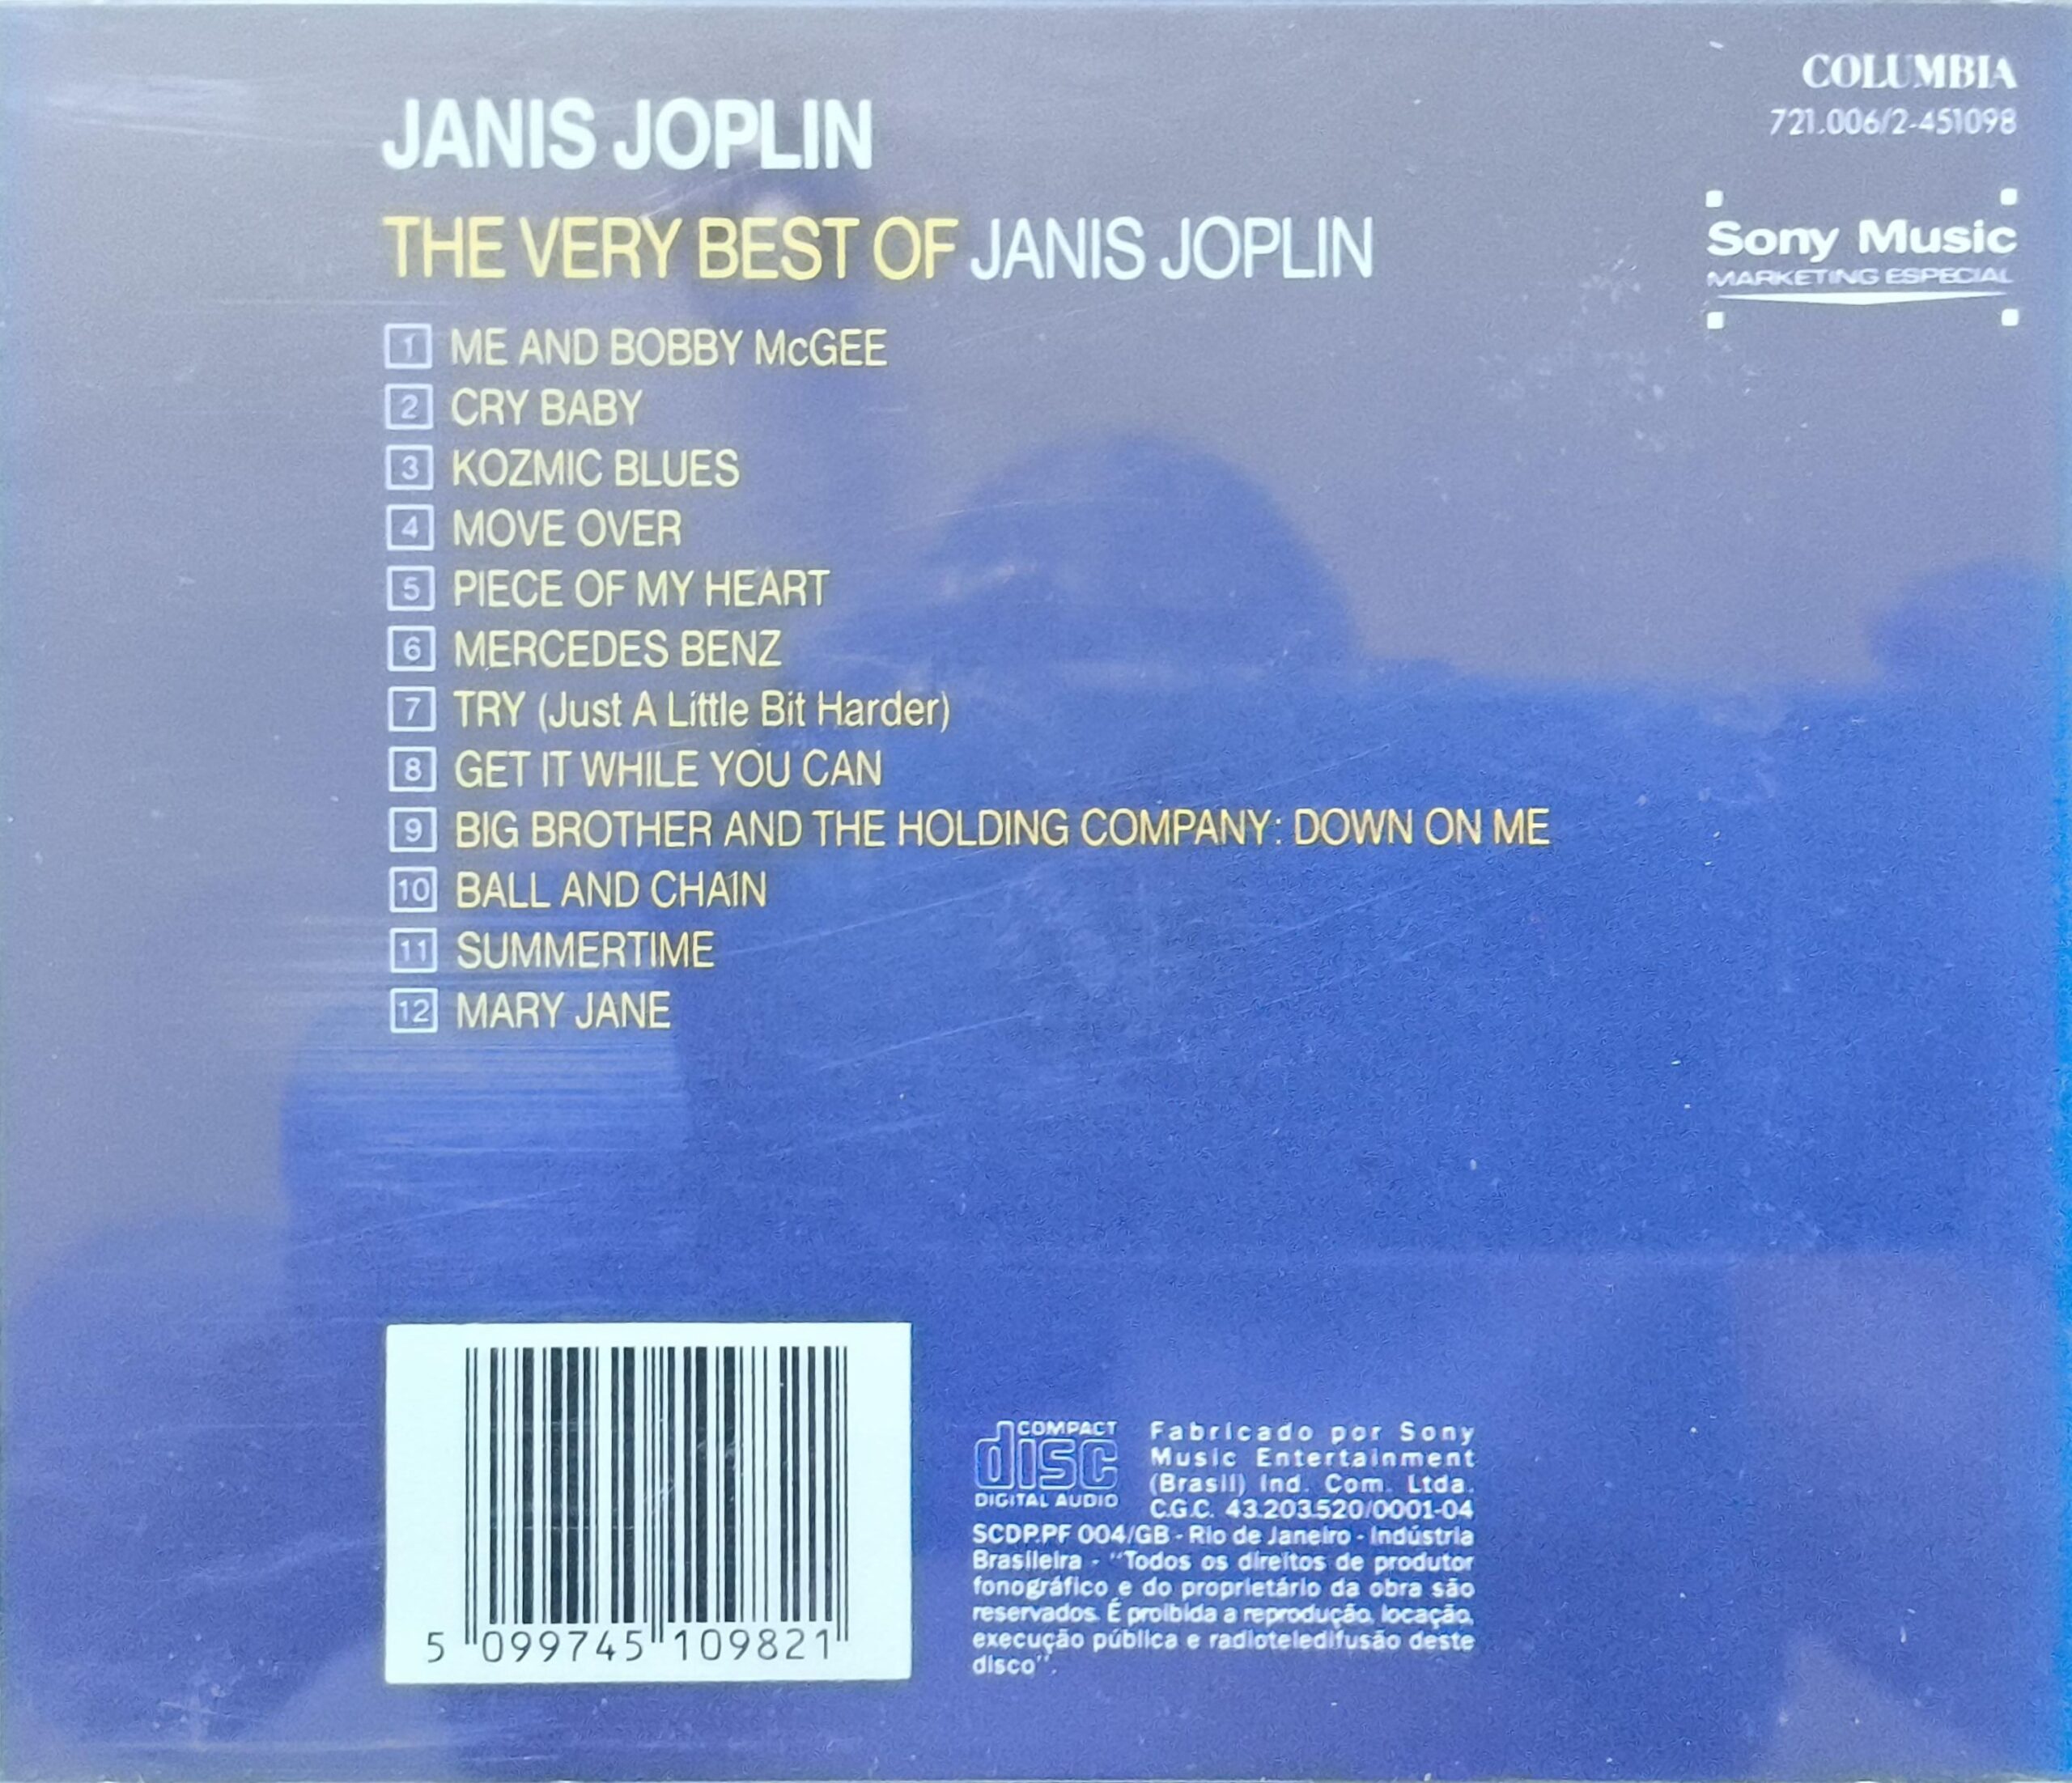 COLUMBIA
721.006/2-451098
Sony Music
MARKETING ESPECIAL
JANIS JOPLIN
THE VERY BEST OF JANIS JOPLIN
1 ME AND BOBBY McGEE
2 CRY BABY
3 KOZMIC BLUES
4 MOVE OVER
5 PIECE OF MY HEART
6 MERCEDES BENZ
7 TRY (Just A Little Bit Harder)
8 GET IT WHILE YOU CAN
9 BIG BROTHER AND THE HOLDING COMPANY: DOWN ON ME
10 BALL AND CHAIN
11 SUMMERTIME
12 MARY JANE
5 099745 109821
COMPACT
disc
DIGITAL AUDIO
Fabricado por Sony
Music Entertainment
(Brasil) Ind. Com. Ltda.
C.G.C. 43.203.520/0001-04
SCDP.PF 004/GB - Rio de Janeiro - Indústria
Brasileira - "Todos os direitos de produtor
fonográfico e do proprietário da obra são
reservados. É proibida a reprodução, locação,
execução pública e radioteledifusão deste
disco".